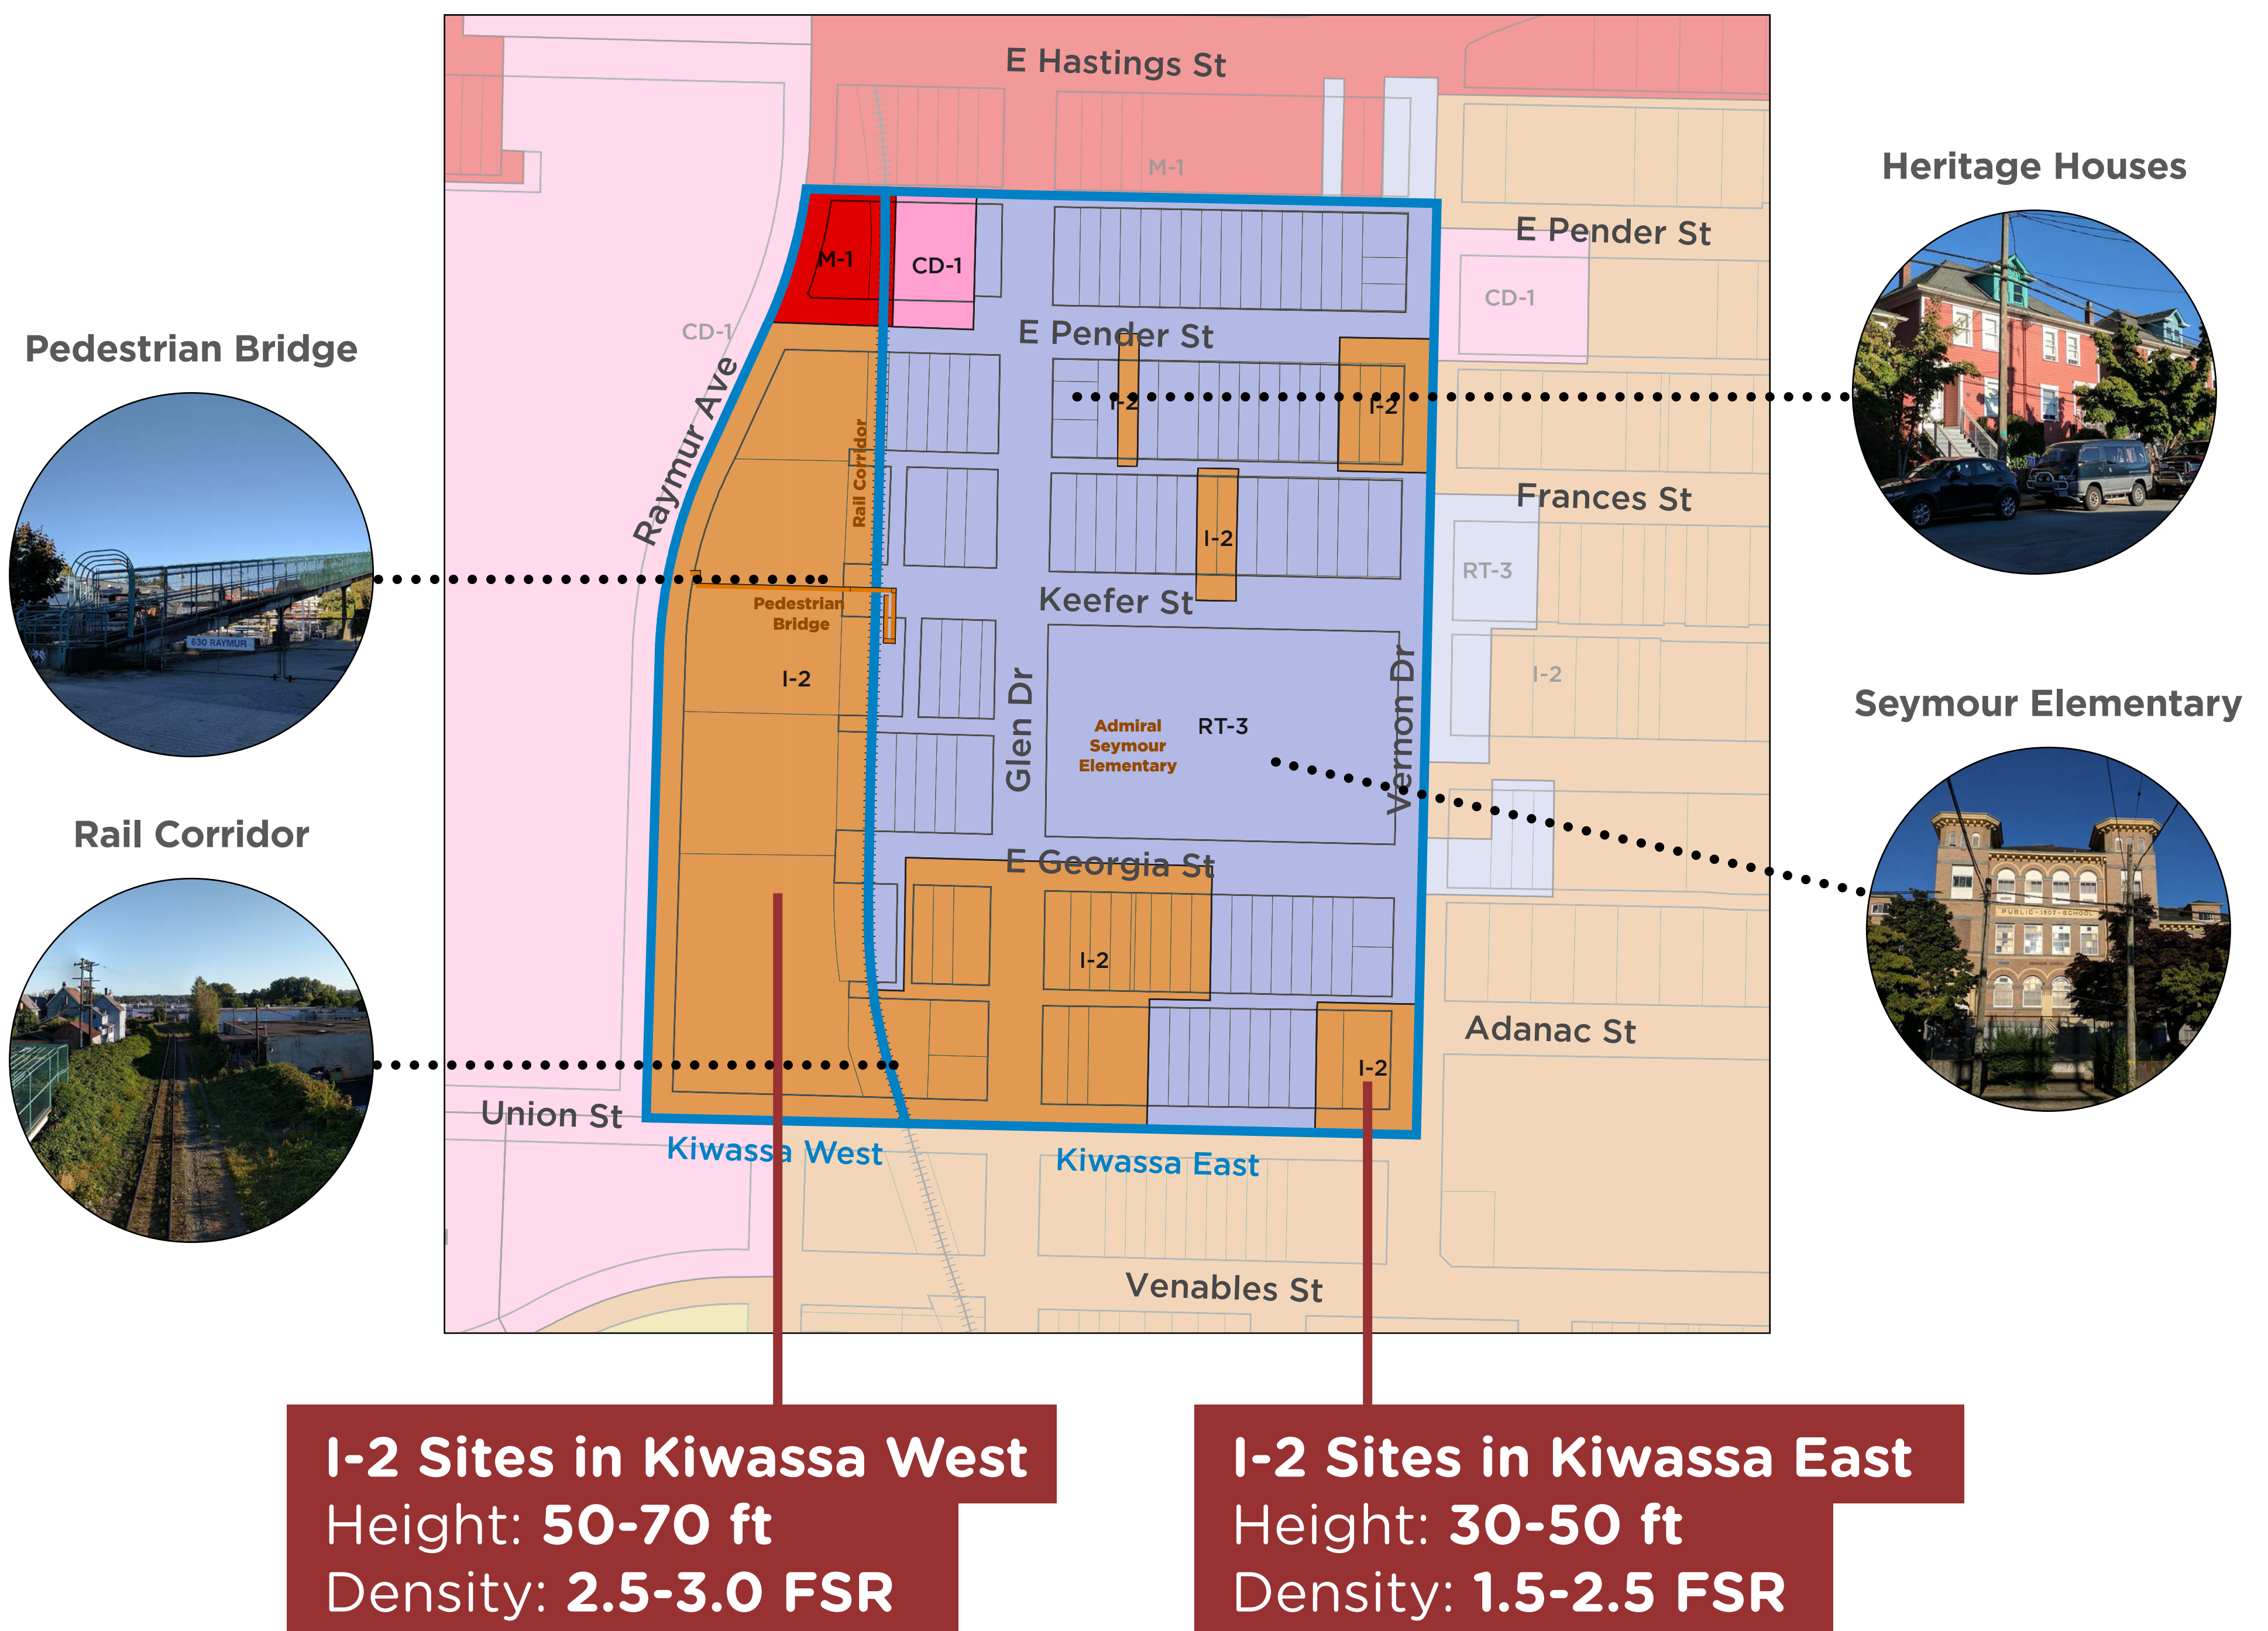 E Hastings St
M-1
Heritage Houses
E Pender St
M-1
CD-1
CD-1
CD-1
E Pender St
Pedestrian Bridge
Raymur Ave
Rail Corridor
I-2
I-2
Frances St
I-2
RT-3
Keefer St
Pedestrian
Bridge
630 RAYMUR
I-2
I-2
Glen Dr
Vernon Dr
Admiral
Seymour
Elementary
RT-3
Seymour Elementary
Rail Corridor
E Georgia St
PUBLIC - 1907 - SCHOOL
I-2
Adanac St
I-2
Union St
Kiwassa West
Kiwassa East
Venables St
I-2 Sites in Kiwassa West
Height: 50-70 ft
Density: 2.5-3.0 FSR
I-2 Sites in Kiwassa East
Height: 30-50 ft
Density: 1.5-2.5 FSR